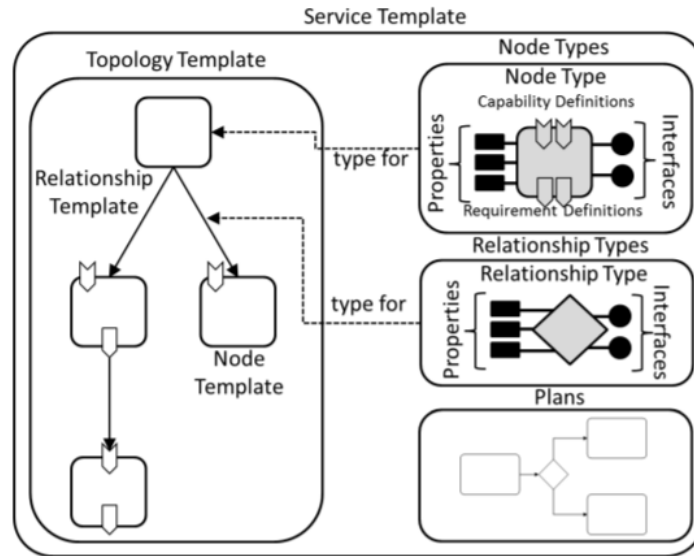 Service Template
Topology Template
Relationship
Template
Node
Template
type for
type for
Node Types
Node Type
Capability Definitions
Properties
Interfaces
Requirement Definitions
Relationship Types
Relationship Type
Properties
Interfaces
Plans